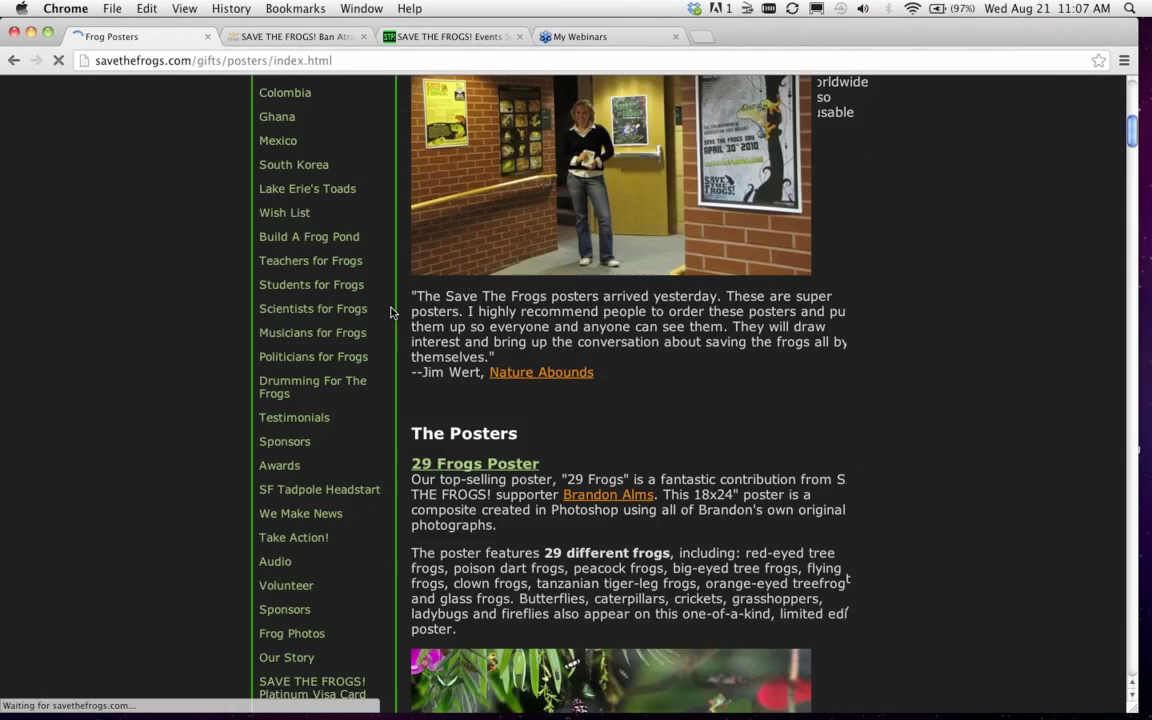 Chrome File Edit View History Bookmarks Window Help 1 (97%) Wed Aug 21 11:07 AM
Frog Posters SAVE THE FROGS! Ban Atra SAVE THE FROGS! Events S My Webinars
savethefrogs.com/gifts/posters/index.html
Colombia
Ghana
Mexico
South Korea
Lake Erie's Toads
Wish List
Build A Frog Pond
Teachers for Frogs
Students for Frogs
Scientists for Frogs
Musicians for Frogs
Politicians for Frogs
Drumming For The
Frogs
Testimonials
Sponsors
Awards
SF Tadpole Headstart
We Make News
Take Action!
Audio
Volunteer
Sponsors
Frog Photos
Our Story
SAVE THE FROGS!
Platinum Visa Card
orldwide
so
usable
APRIL 30th 2010
SAVE
THE
FROGS!
"The Save The Frogs posters arrived yesterday. These are super
posters. I highly recommend people to order these posters and pu
them up so everyone and anyone can see them. They will draw
interest and bring up the conversation about saving the frogs all by
themselves."
--Jim Wert, Nature Abounds
The Posters
29 Frogs Poster
Our top-selling poster, "29 Frogs" is a fantastic contribution from S
THE FROGS! supporter Brandon Alms. This 18x24" poster is a
composite created in Photoshop using all of Brandon's own original
photographs.
The poster features 29 different frogs, including: red-eyed tree
frogs, poison dart frogs, peacock frogs, big-eyed tree frogs, flying
frogs, clown frogs, tanzanian tiger-leg frogs, orange-eyed treefrog
and glass frogs. Butterflies, caterpillars, crickets, grasshoppers,
ladybugs and fireflies also appear on this one-of-a-kind, limited edi
poster.
Waiting for savethefrogs.com...